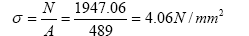 σ = N/A = 1947.06/489 = 4.06N/mm²